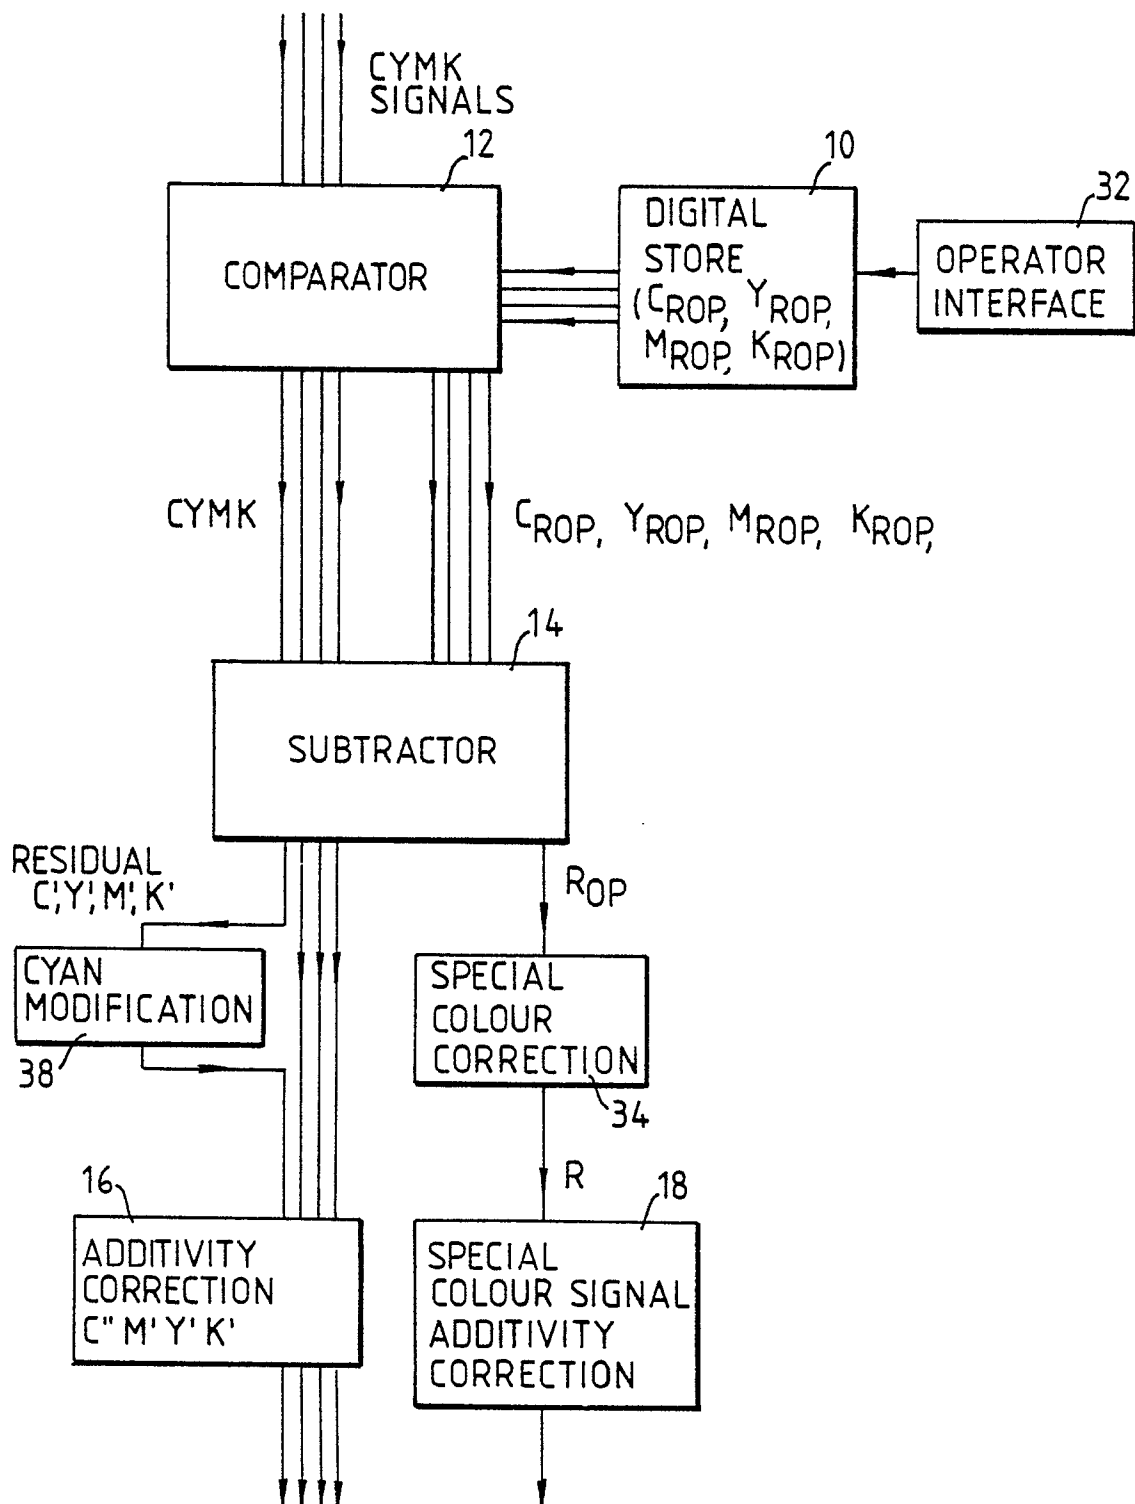 CYMK
SIGNALS
12
10
32
COMPARATOR
DIGITAL
STORE
(CROP, YROP,
MROP, KROP)
OPERATOR
INTERFACE
CYMK
CROP, YROP, MROP, KROP,
14
SUBTRACTOR
RESIDUAL
C', Y', M', K'
ROP
CYAN
MODIFICATION
38
SPECIAL
COLOUR
CORRECTION
34
R
16
18
ADDITIVITY
CORRECTION
C" M' Y' K'
SPECIAL
COLOUR SIGNAL
ADDITIVITY
CORRECTION